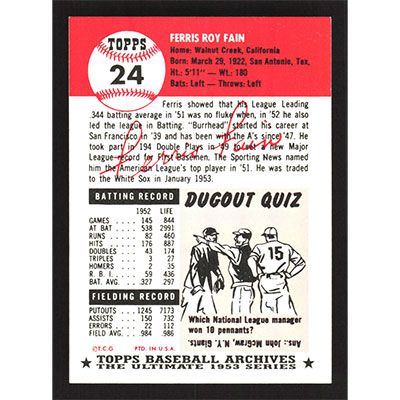 FERRIS ROY FAIN
Home: Walnut Creek, California
Born: March 29, 1922, San Antonio, Tex.
Ht.: 5'11" — Wt.: 180
Bats: Left — Throws: Left
TOPPS
24
Ferris showed that his League Leading
.344 batting average in '51 was no fluke when, in '52 he also
led the league in Batting. "Burrhead" started his career at
San Francisco in '39 and has been with the A's since '47. He
took part in 194 Double Plays in '49 to set a new Major
League record for First Basemen. The Sporting News named
him the American League's top player in '51. He was traded
to the White Sox in January 1953.
Ferris Fain
BATTING RECORD
1952 LIFE
GAMES 145 844
AT BAT 538 2991
RUNS 82 460
HITS 176 887
DOUBLES 43 174
TRIPLES 3 27
HOMERS 2 35
R. B. I. 59 436
BAT. AVG. .327 .297
FIELDING RECORD
PUTOUTS 1245 7173
ASSISTS 150 732
ERRORS 22 112
FIELD AVG. .984 .986
©T.C.G. PTD. IN U.S.A.
DUGOUT QUIZ
15
Which National League manager
won 10 pennants?
Ans.: John McGraw, N.Y. Giants.
★ TOPPS BASEBALL ARCHIVES ★
THE ULTIMATE 1953 SERIES